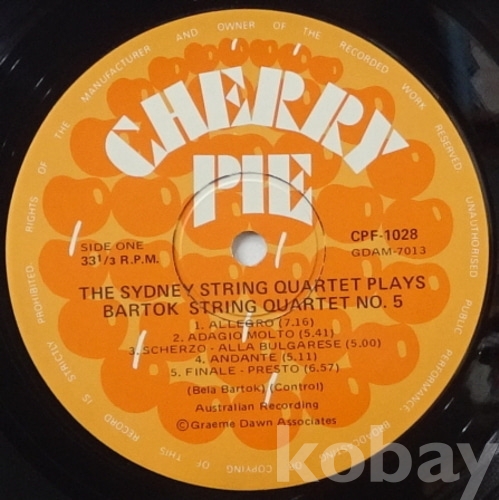 RIGHTS OF THE MANUFACTURER AND OWNER OF THE RECORDED WORK RESERVED. UNAUTHORISED PUBLIC PERFORMANCE, BROADCASTING OR COPYING OF THIS RECORD IS STRICTLY PROHIBITED.
CHERRY
PIE
SIDE ONE
33 1/3 R.P.M.
CPF-1028
GDAM-7013
THE SYDNEY STRING QUARTET PLAYS
BARTOK STRING QUARTET NO. 5
1. ALLEGRO (7.16)
2. ADAGIO MOLTO (5.41)
3. SCHERZO - ALLA BULGARESE (5.00)
4. ANDANTE (5.11)
5. FINALE - PRESTO (6.57)
(Bela Bartok) (Control)
Australian Recording
©Graeme Dawn Associates
kobay